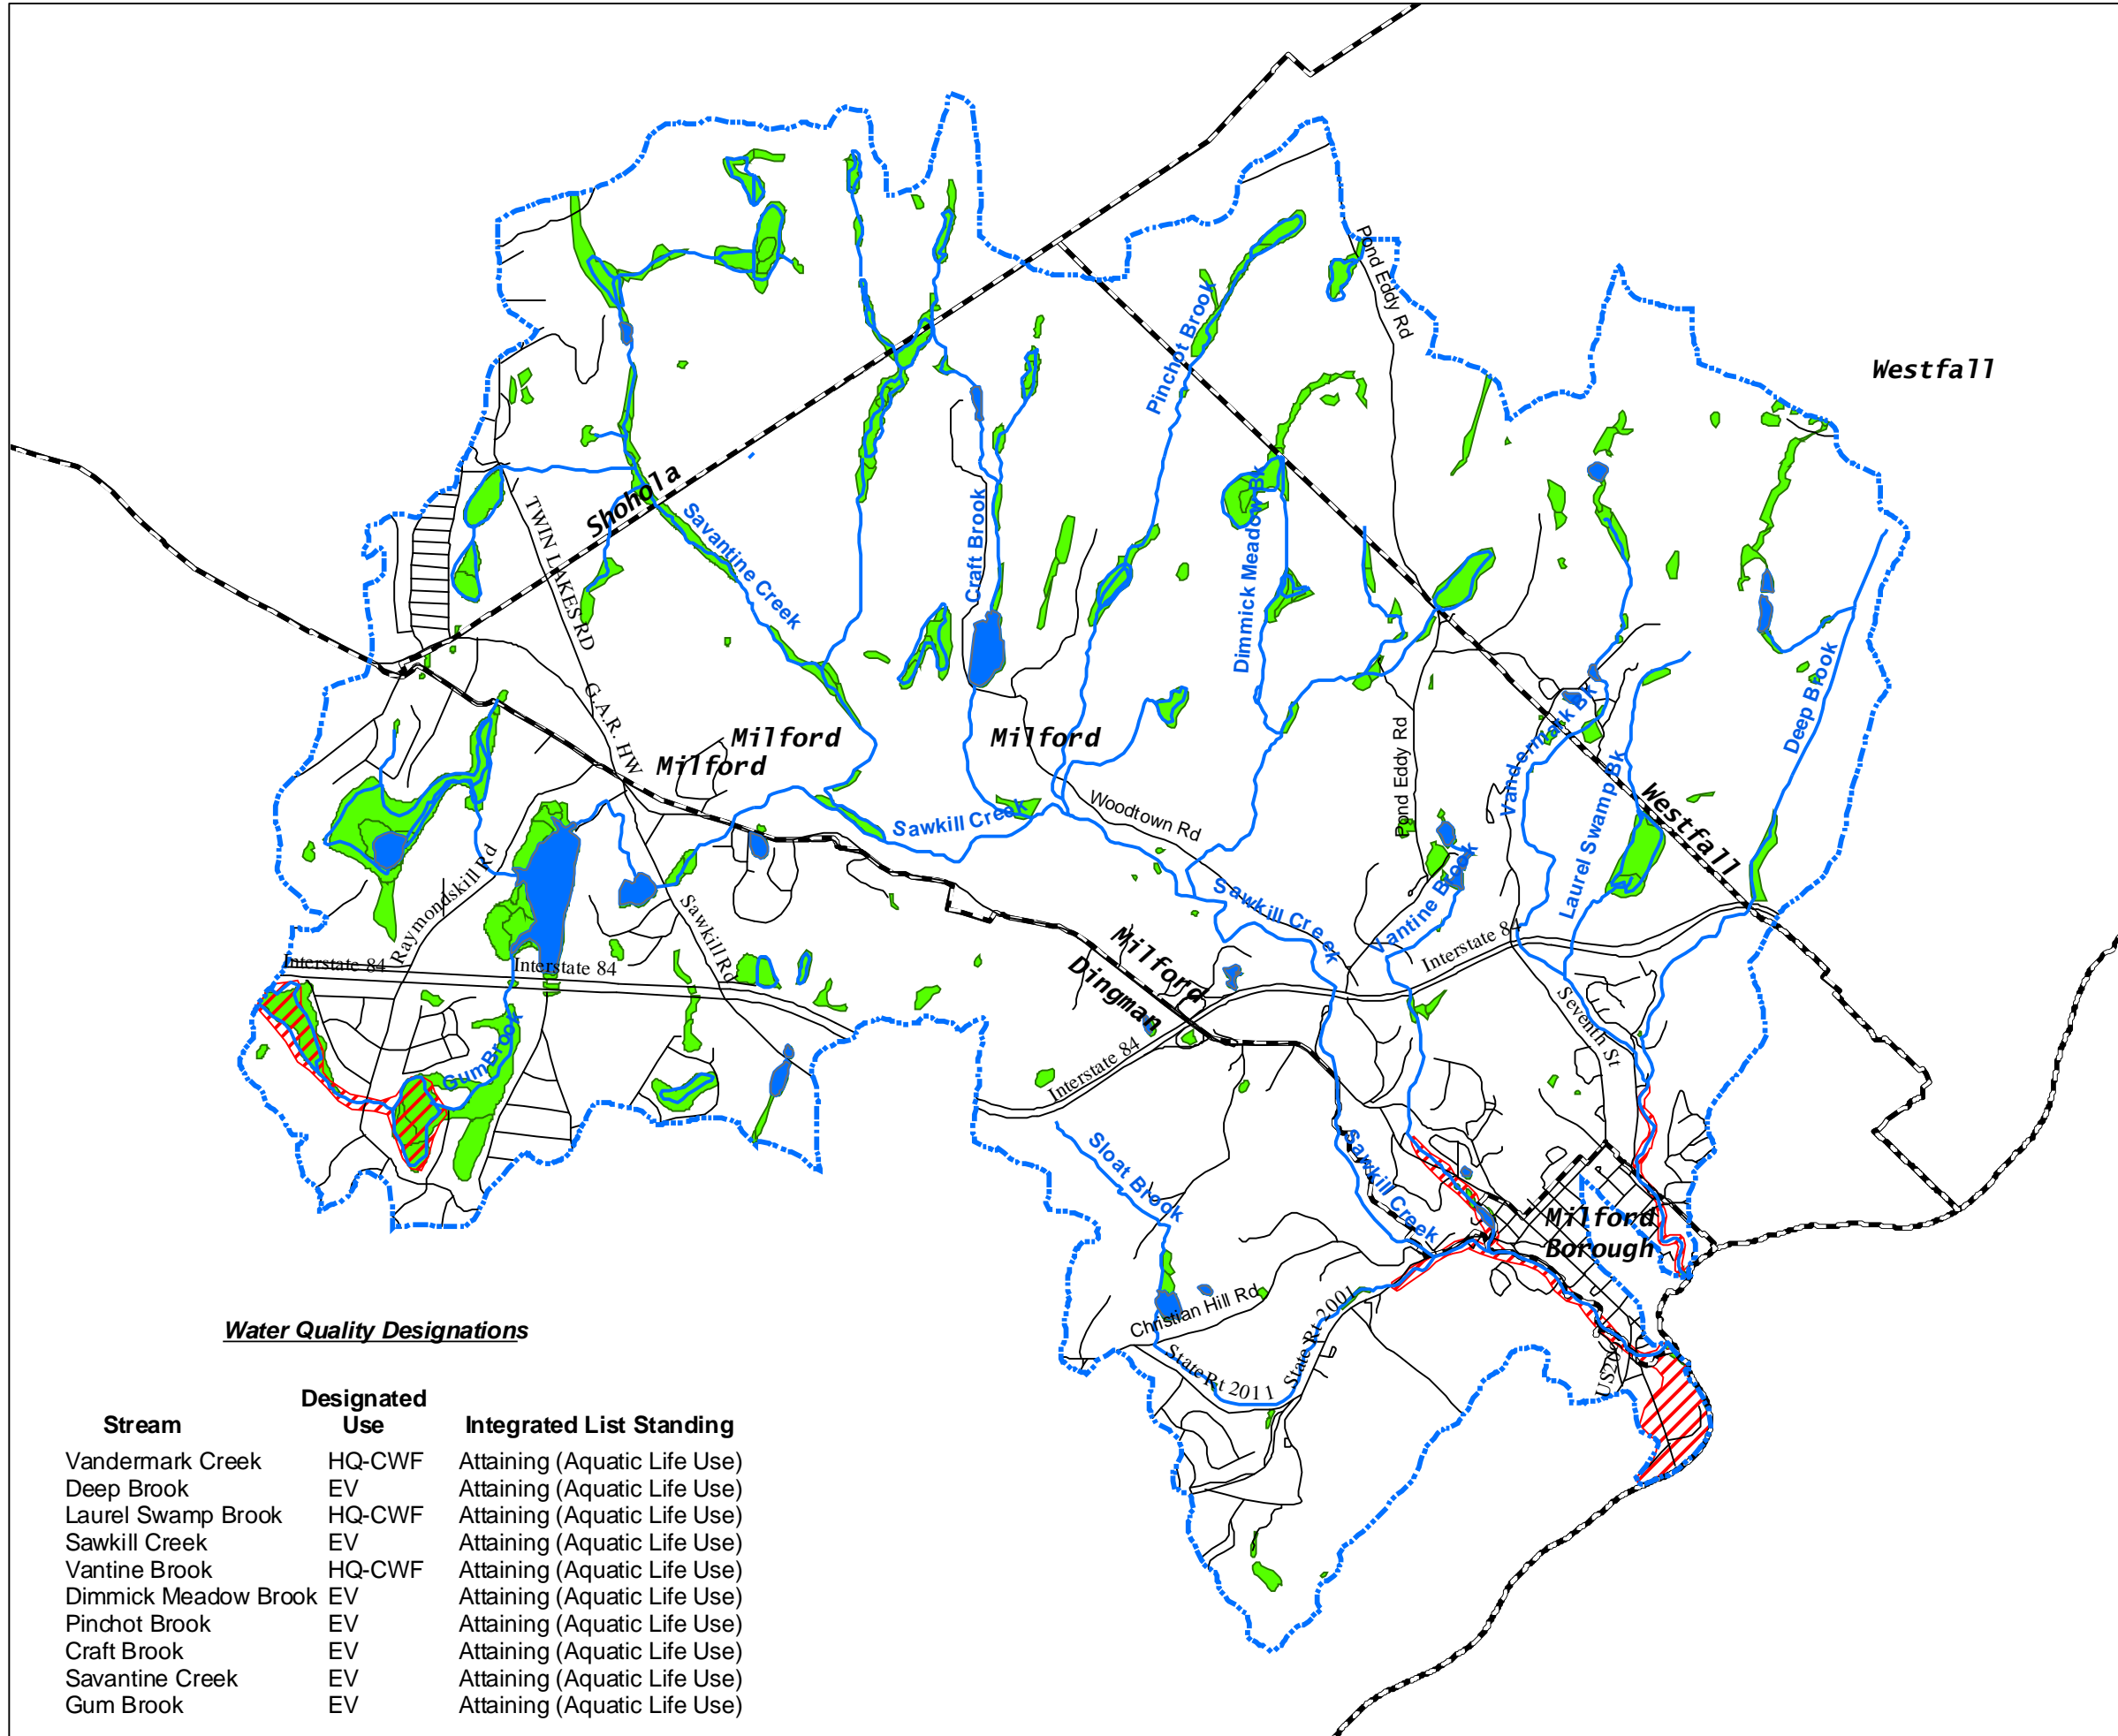 Pond Eddy Rd
Westfall
Pinchot Brook
Shohola
Savantine Creek
TWIN LAKES RD
Craft Brook
Dimmick Meadow Bk
Deep Brook
G.A.R. HW
Milford
Milford
Milford
Pond Eddy Rd
Vandermark Bk
Laurel Swamp Bk
Westfall
Sawkill Creek
Woodtown Rd
Raymondskill Rd
Sawkill Rd
Sawkill Creek
Vantine Brook
Interstate 84
Interstate 84
Interstate 84
Milford
Dingman
Seventh St
Gum Brook
Interstate 84
Sloat Brook
Sawkill Creek
Milford
Borough
Christian Hill Rd
State Rt 2001
State Rt 2011
Water Quality Designations
Designated
Stream Use Integrated List Standing
Vandermark Creek HQ-CWF Attaining (Aquatic Life Use)
Deep Brook EV Attaining (Aquatic Life Use)
Laurel Swamp Brook HQ-CWF Attaining (Aquatic Life Use)
Sawkill Creek EV Attaining (Aquatic Life Use)
Vantine Brook HQ-CWF Attaining (Aquatic Life Use)
Dimmick Meadow Brook EV Attaining (Aquatic Life Use)
Pinchot Brook EV Attaining (Aquatic Life Use)
Craft Brook EV Attaining (Aquatic Life Use)
Savantine Creek EV Attaining (Aquatic Life Use)
Gum Brook EV Attaining (Aquatic Life Use)